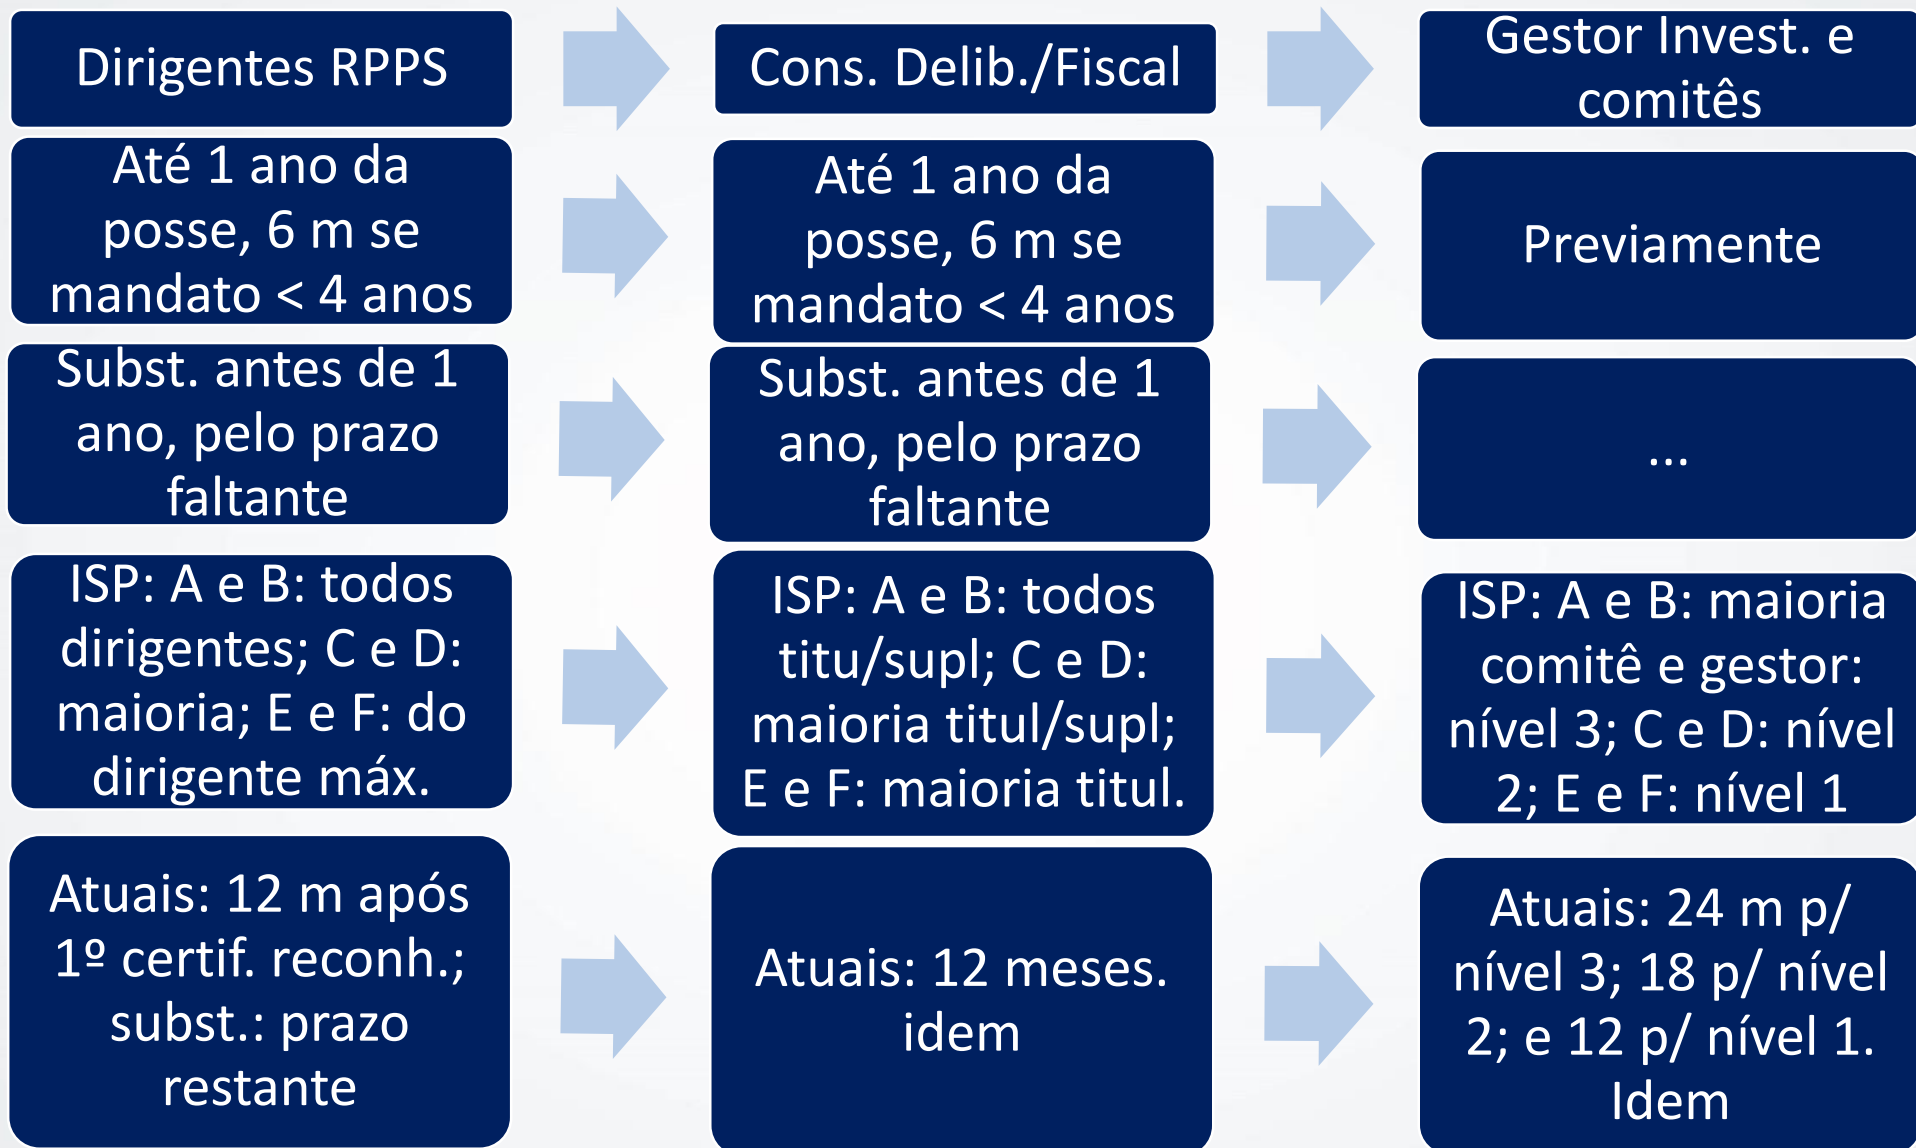 Dirigentes RPPS
Cons. Delib./Fiscal
Gestor Invest. e
comitês
Até 1 ano da
posse, 6 m se
mandato < 4 anos
Até 1 ano da
posse, 6 m se
mandato < 4 anos
Previamente
Subst. antes de 1
ano, pelo prazo
faltante
Subst. antes de 1
ano, pelo prazo
faltante
...
ISP: A e B: todos
dirigentes; C e D:
maioria; E e F: do
dirigente máx.
ISP: A e B: todos
titu/supl; C e D:
maioria titul/supl;
E e F: maioria titul.
ISP: A e B: maioria
comitê e gestor:
nível 3; C e D: nível
2; E e F: nível 1
Atuais: 12 m após
1º certif. reconh.;
subst.: prazo
restante
Atuais: 12 meses.
idem
Atuais: 24 m p/
nível 3; 18 p/ nível
2; e 12 p/ nível 1.
Idem